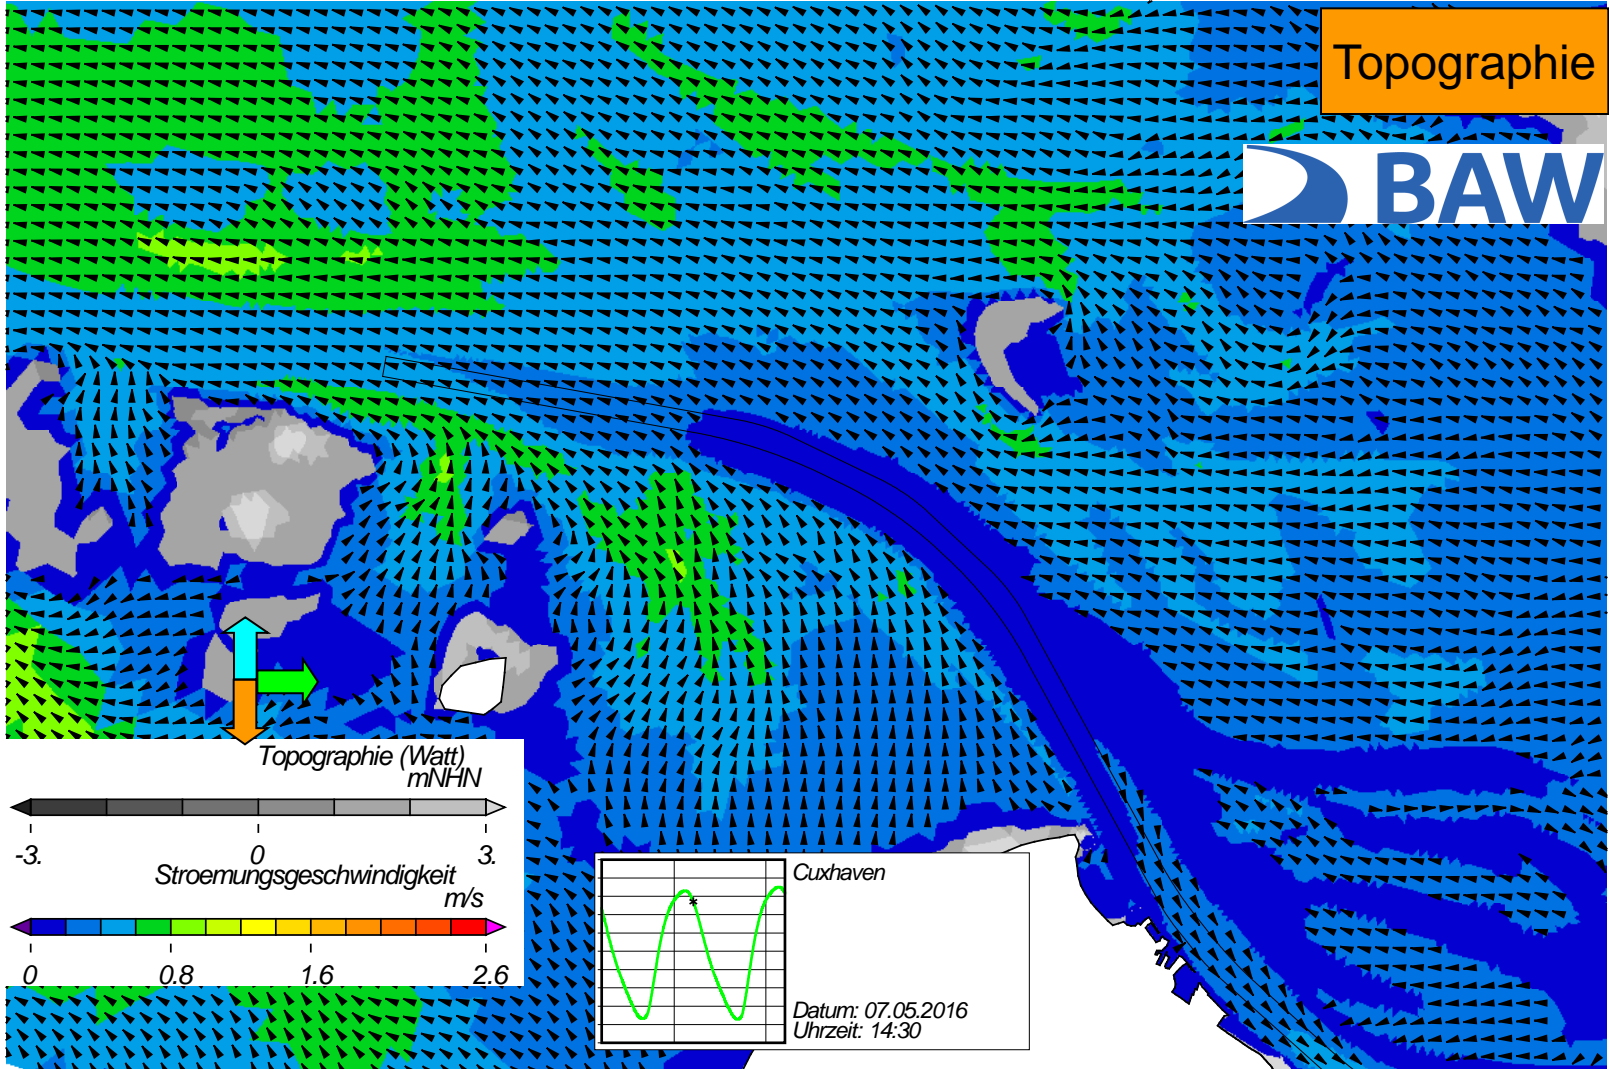 Topographie
BAW
Topographie (Watt)
mNHN
-3. 0 3.
Stroemungsgeschwindigkeit
m/s
0 0.8 1.6 2.6
Cuxhaven
Datum: 07.05.2016
Uhrzeit: 14:30